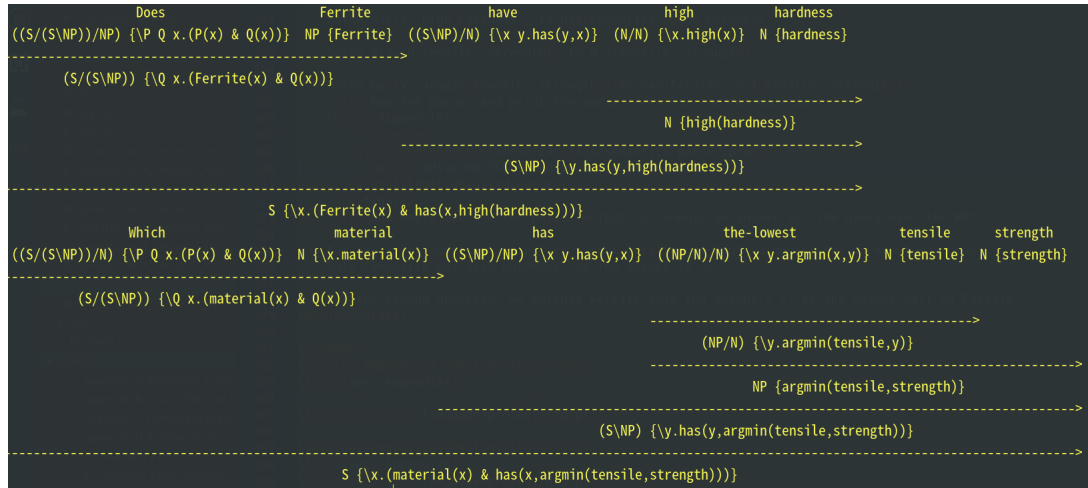 Does Ferrite have high hardness
((S/(S\NP))/NP) {\P Q x.(P(x) & Q(x))} NP {Ferrite} ((S\NP)/N) {\x y.has(y,x)} (N/N) {\x.high(x)} N {hardness}
----------------------------------------------------->
(S/(S\NP)) {\Q x.(Ferrite(x) & Q(x))}
--------------------------------->
N {high(hardness)}
------------------------------------------------------------->
(S\NP) {\y.has(y,high(hardness))}
------------------------------------------------------------------------------------------------------------------->
S {\x.(Ferrite(x) & has(x,high(hardness)))}
Which material has the-lowest tensile strength
((S/(S\NP))/N) {\P Q x.(P(x) & Q(x))} N {\x.material(x)} ((S\NP)/NP) {\x y.has(y,x)} ((NP/N)/N) {\x y.argmin(x,y)} N {tensile} N {strength}
---------------------------------------------------------->
(S/(S\NP)) {\Q x.(material(x) & Q(x))}
-------------------------------------------->
(NP/N) {\y.argmin(tensile,y)}
---------------------------------------------------------->
NP {argmin(tensile,strength)}
--------------------------------------------------------------------------------------->
(S\NP) {\y.has(y,argmin(tensile,strength))}
------------------------------------------------------------------------------------------------------------------------------------------------->
S {\x.(material(x) & has(x,argmin(tensile,strength)))}